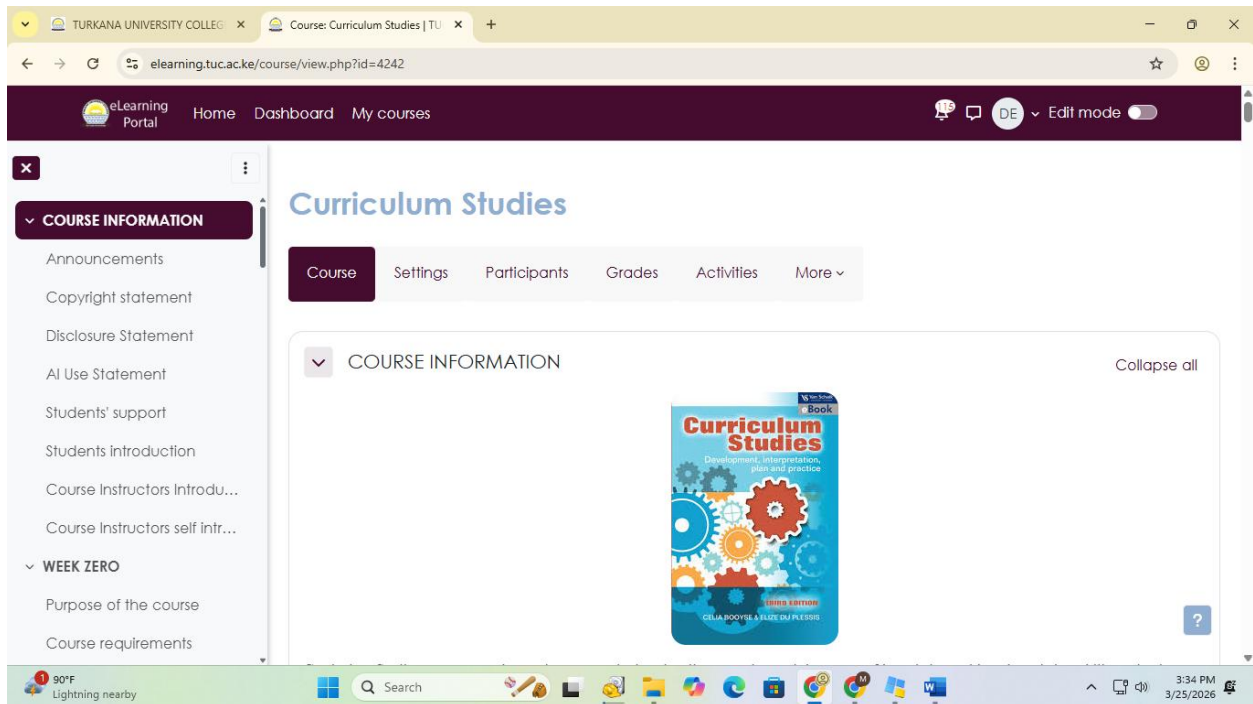 TURKANA UNIVERSITY COLLEG
Course: Curriculum Studies | TU
elearning.tuc.ac.ke/course/view.php?id=4242
eLearning
Portal
Home Dashboard My courses
115
DE
Edit mode
COURSE INFORMATION
Announcements
Copyright statement
Disclosure Statement
AI Use Statement
Students' support
Students introduction
Course Instructors Introdu...
Course Instructors self intr...
WEEK ZERO
Purpose of the course
Course requirements
Curriculum Studies
Course Settings Participants Grades Activities More
COURSE INFORMATION
Collapse all
Van Schaik
eBook
Curriculum
Studies
Development, interpretation,
plan and practice
THIRD EDITION
CELIA BOOYSE & ELIZE DU PLESSIS
?
1
90°F
Lightning nearby
Search
3:34 PM
3/25/2026